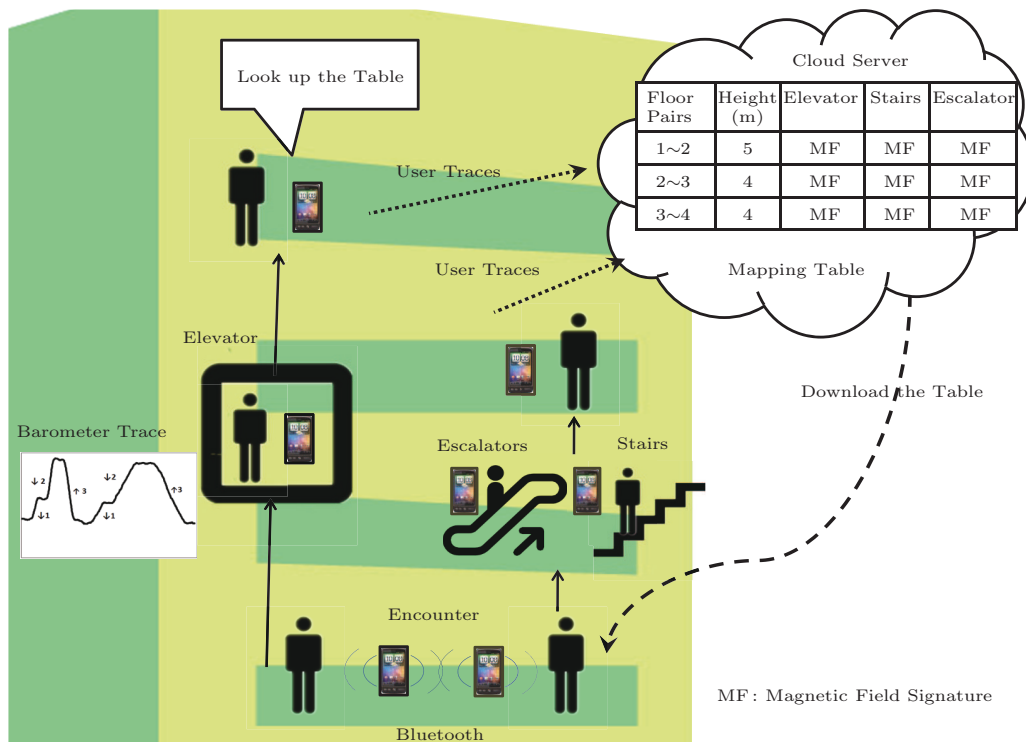 Cloud Server
Look up the Table
Floor Pairs Height (m) Elevator Stairs Escalator
1~2 5 MF MF MF
2~3 4 MF MF MF
3~4 4 MF MF MF
User Traces
User Traces
Mapping Table
Elevator
Download the Table
Barometer Trace
Escalators
Stairs
↓2 ↑3 ↓2 ↑3
↓1 ↓1
Encounter
MF: Magnetic Field Signature
Bluetooth